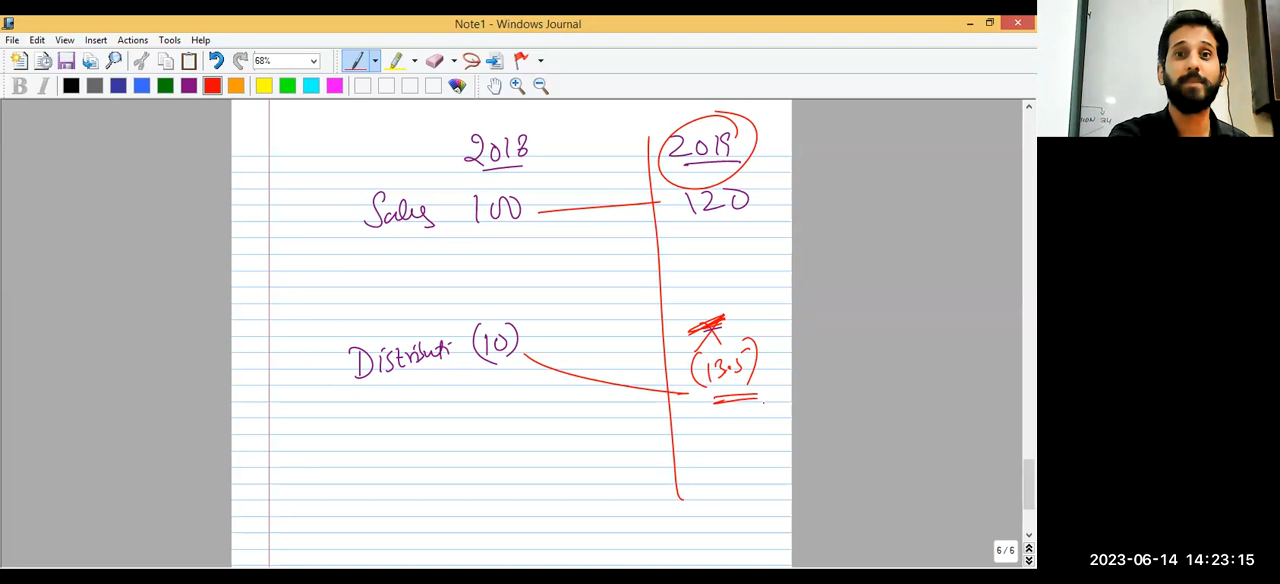 Note1 - Windows Journal
File Edit View Insert Actions Tools Help
68%
B I
2018 2019
Sales 100 120
Distributi (10) (13.5)
6 / 6
2023-06-14 14:23:15